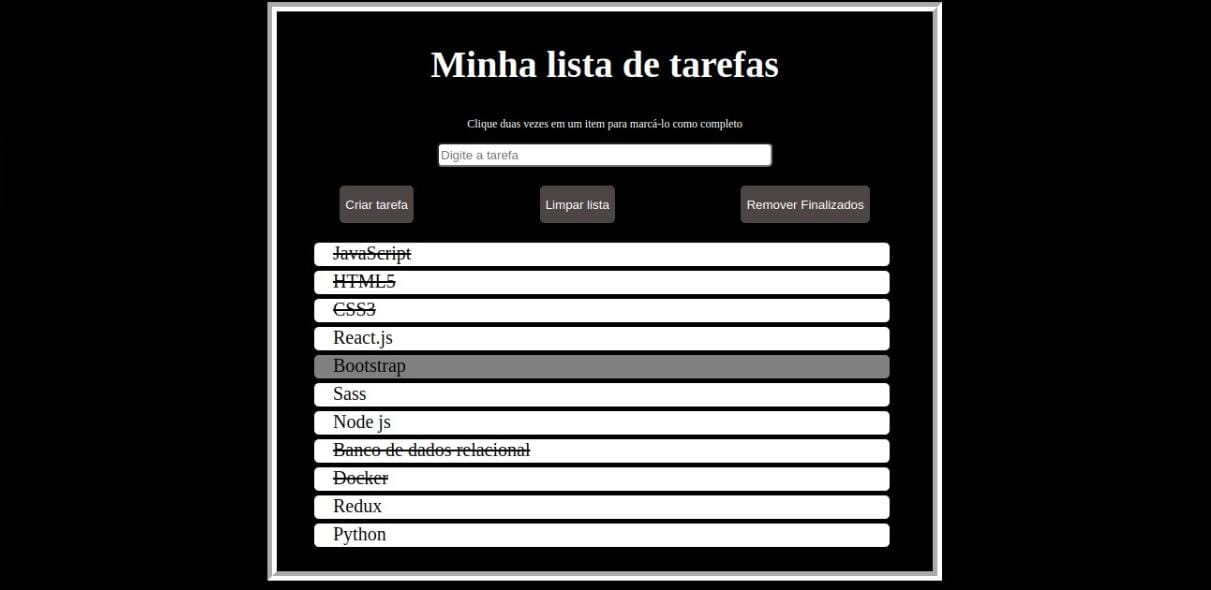 Minha lista de tarefas
Clique duas vezes em um item para marcá-lo como completo
Digite a tarefa
Criar tarefa Limpar lista Remover Finalizados
JavaScript
HTML5
CSS3
React.js
Bootstrap
Sass
Node js
Banco de dados relacional
Docker
Redux
Python